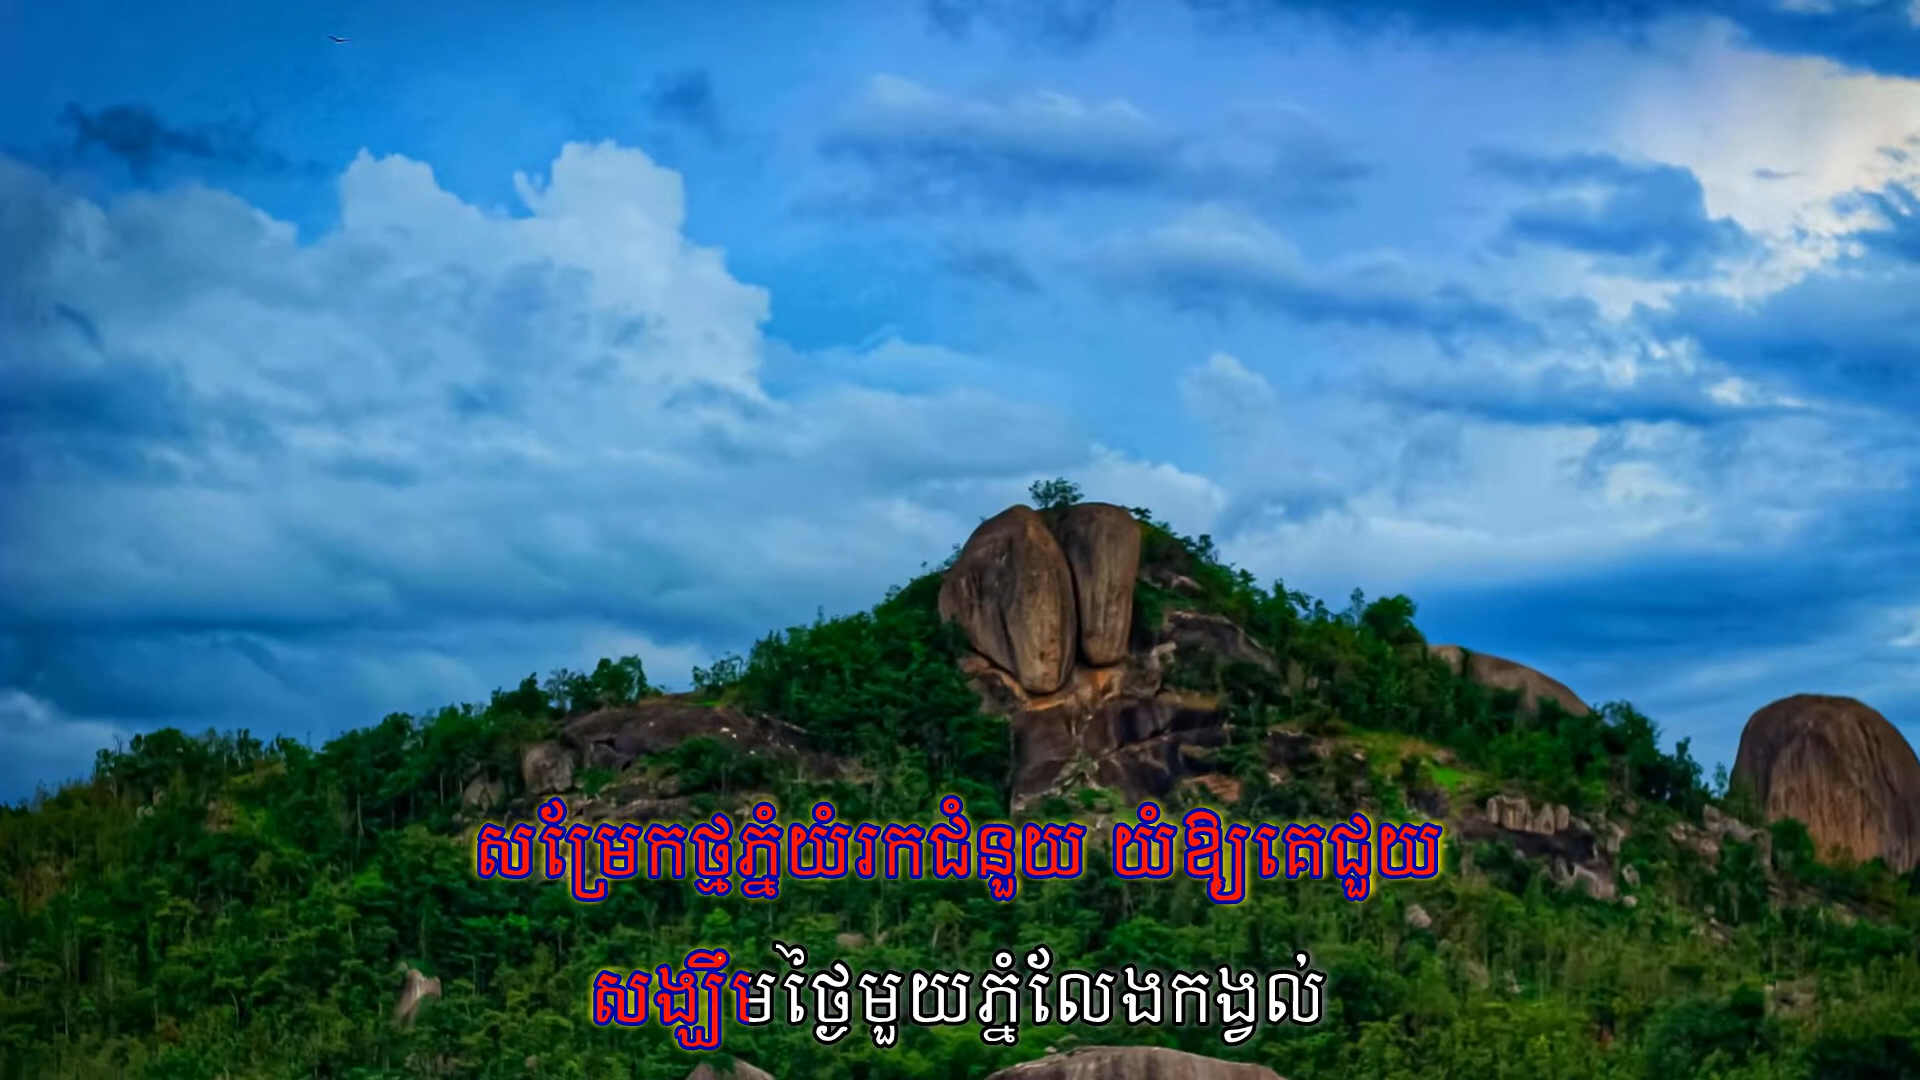 សម្រែកថ្មភ្នំយំរកជំនួយ យំឱ្យគេជួយ
សង្ឃឹមថ្ងៃមួយភ្នំលែងកង្វល់